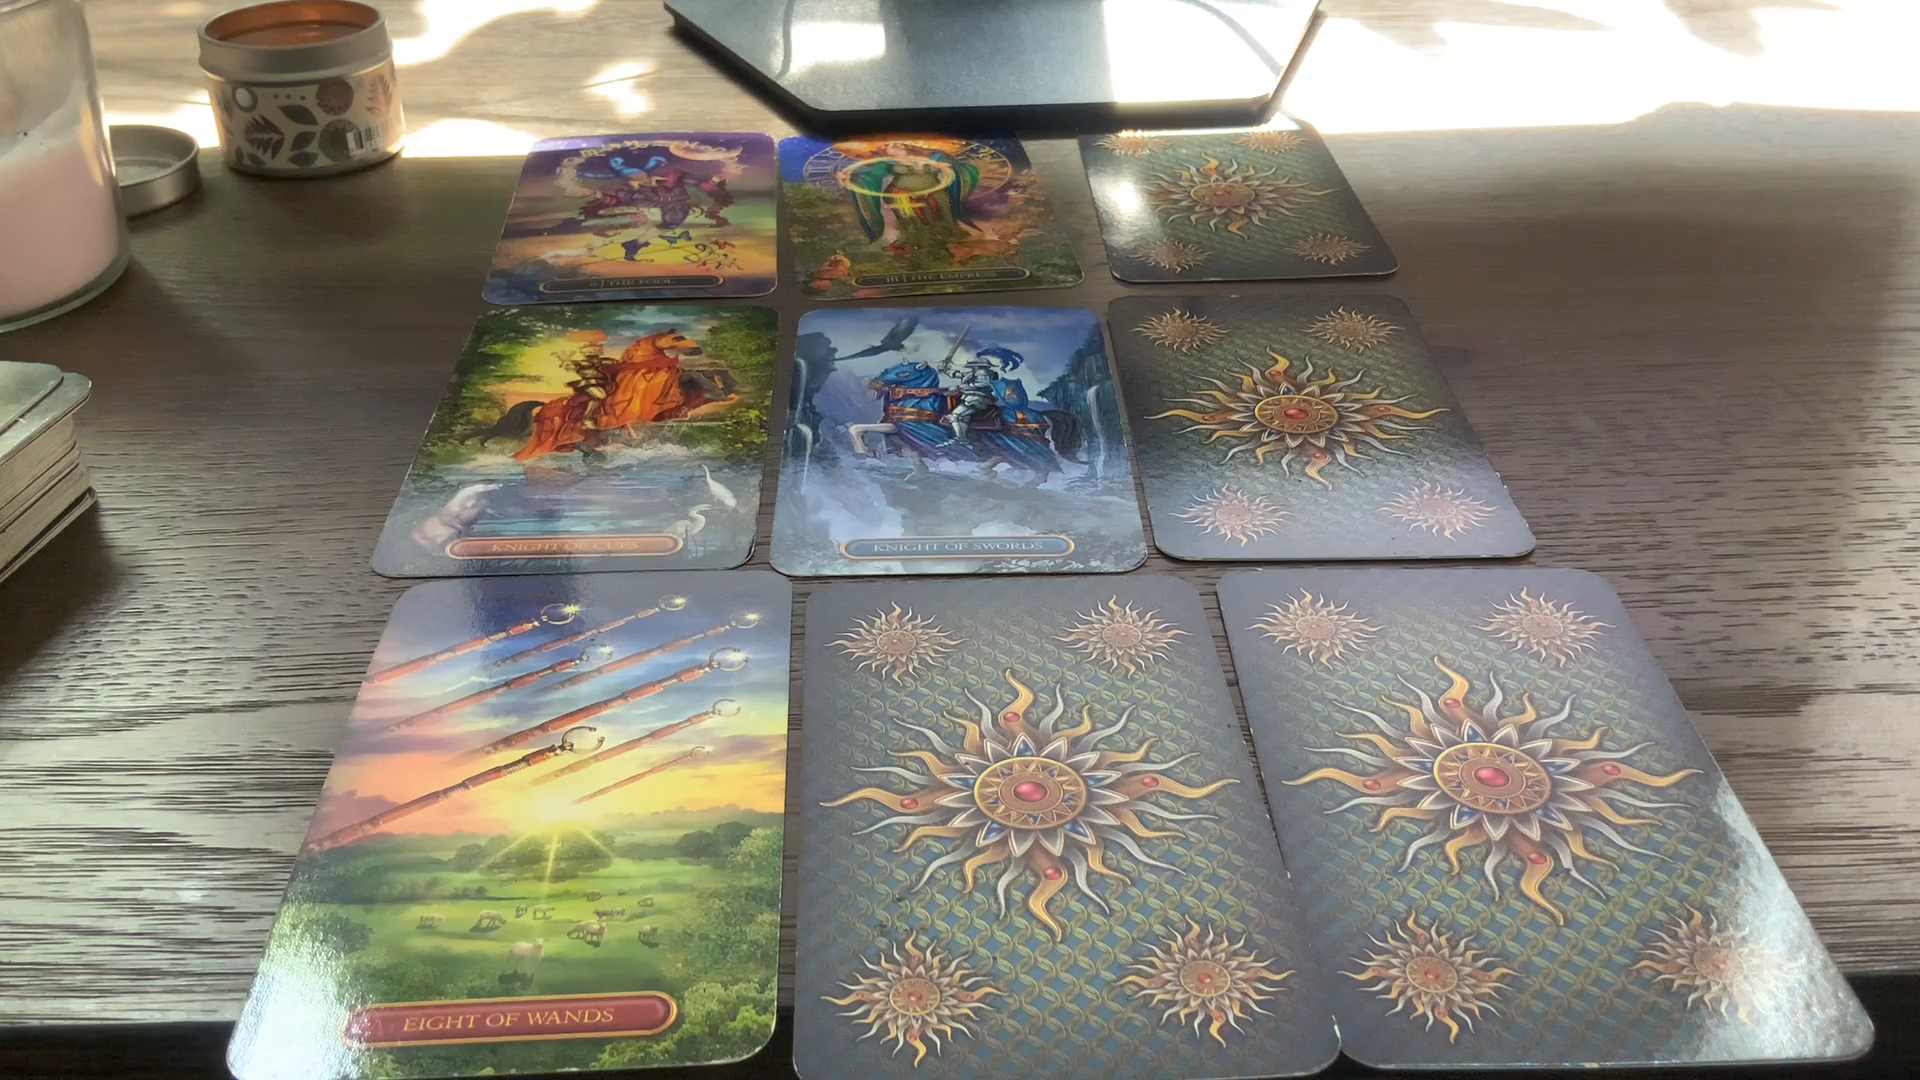 0 | THE FOOL
III | THE EMPRESS
KNIGHT OF CUPS
KNIGHT OF SWORDS
EIGHT OF WANDS